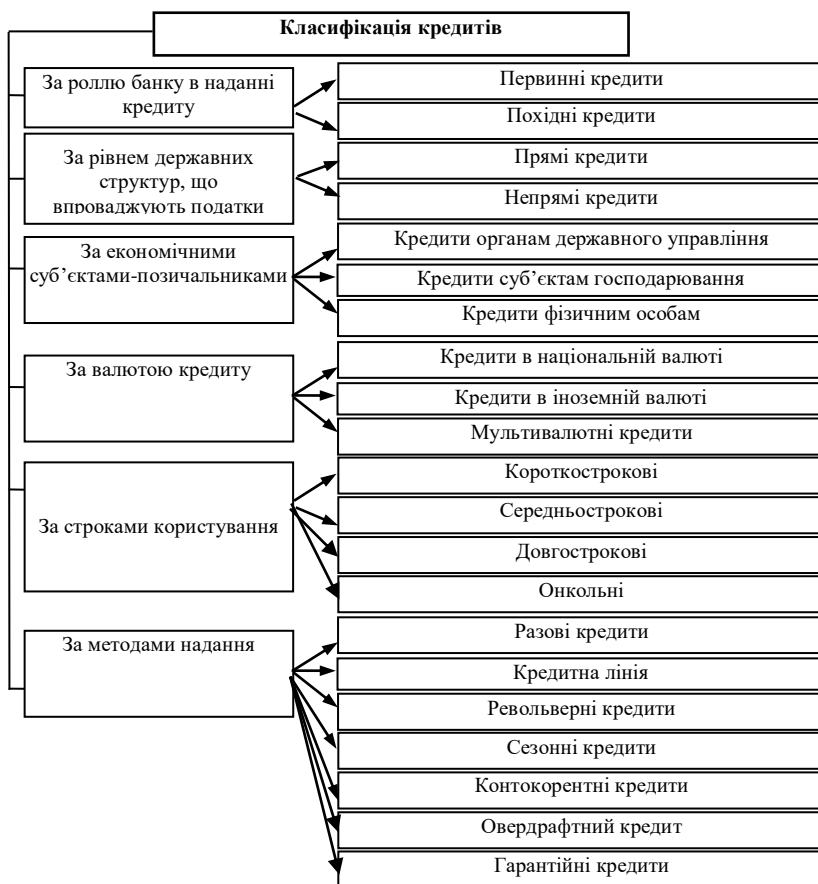 Класифікація кредитів
За роллю банку в наданні
кредиту
Первинні кредити
Похідні кредити
За рівнем державних
структур, що
впроваджують податки
Прямі кредити
Непрямі кредити
За економічними
суб’єктами-позичальниками
Кредити органам державного управління
Кредити суб’єктам господарювання
Кредити фізичним особам
За валютою кредиту
Кредити в національній валюті
Кредити в іноземній валюті
Мультивалютні кредити
За строками користування
Короткострокові
Середньострокові
Довгострокові
Онкольні
За методами надання
Разові кредити
Кредитна лінія
Револьверні кредити
Сезонні кредити
Контокорентні кредити
Овердрафтний кредит
Гарантійні кредити